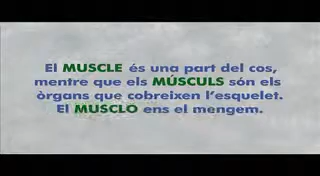 El MUSCLE és una part del cos,
mentre que els MÚSCULS són els
òrgans que cobreixen l'esquelet.
El MUSCLO ens el mengem.